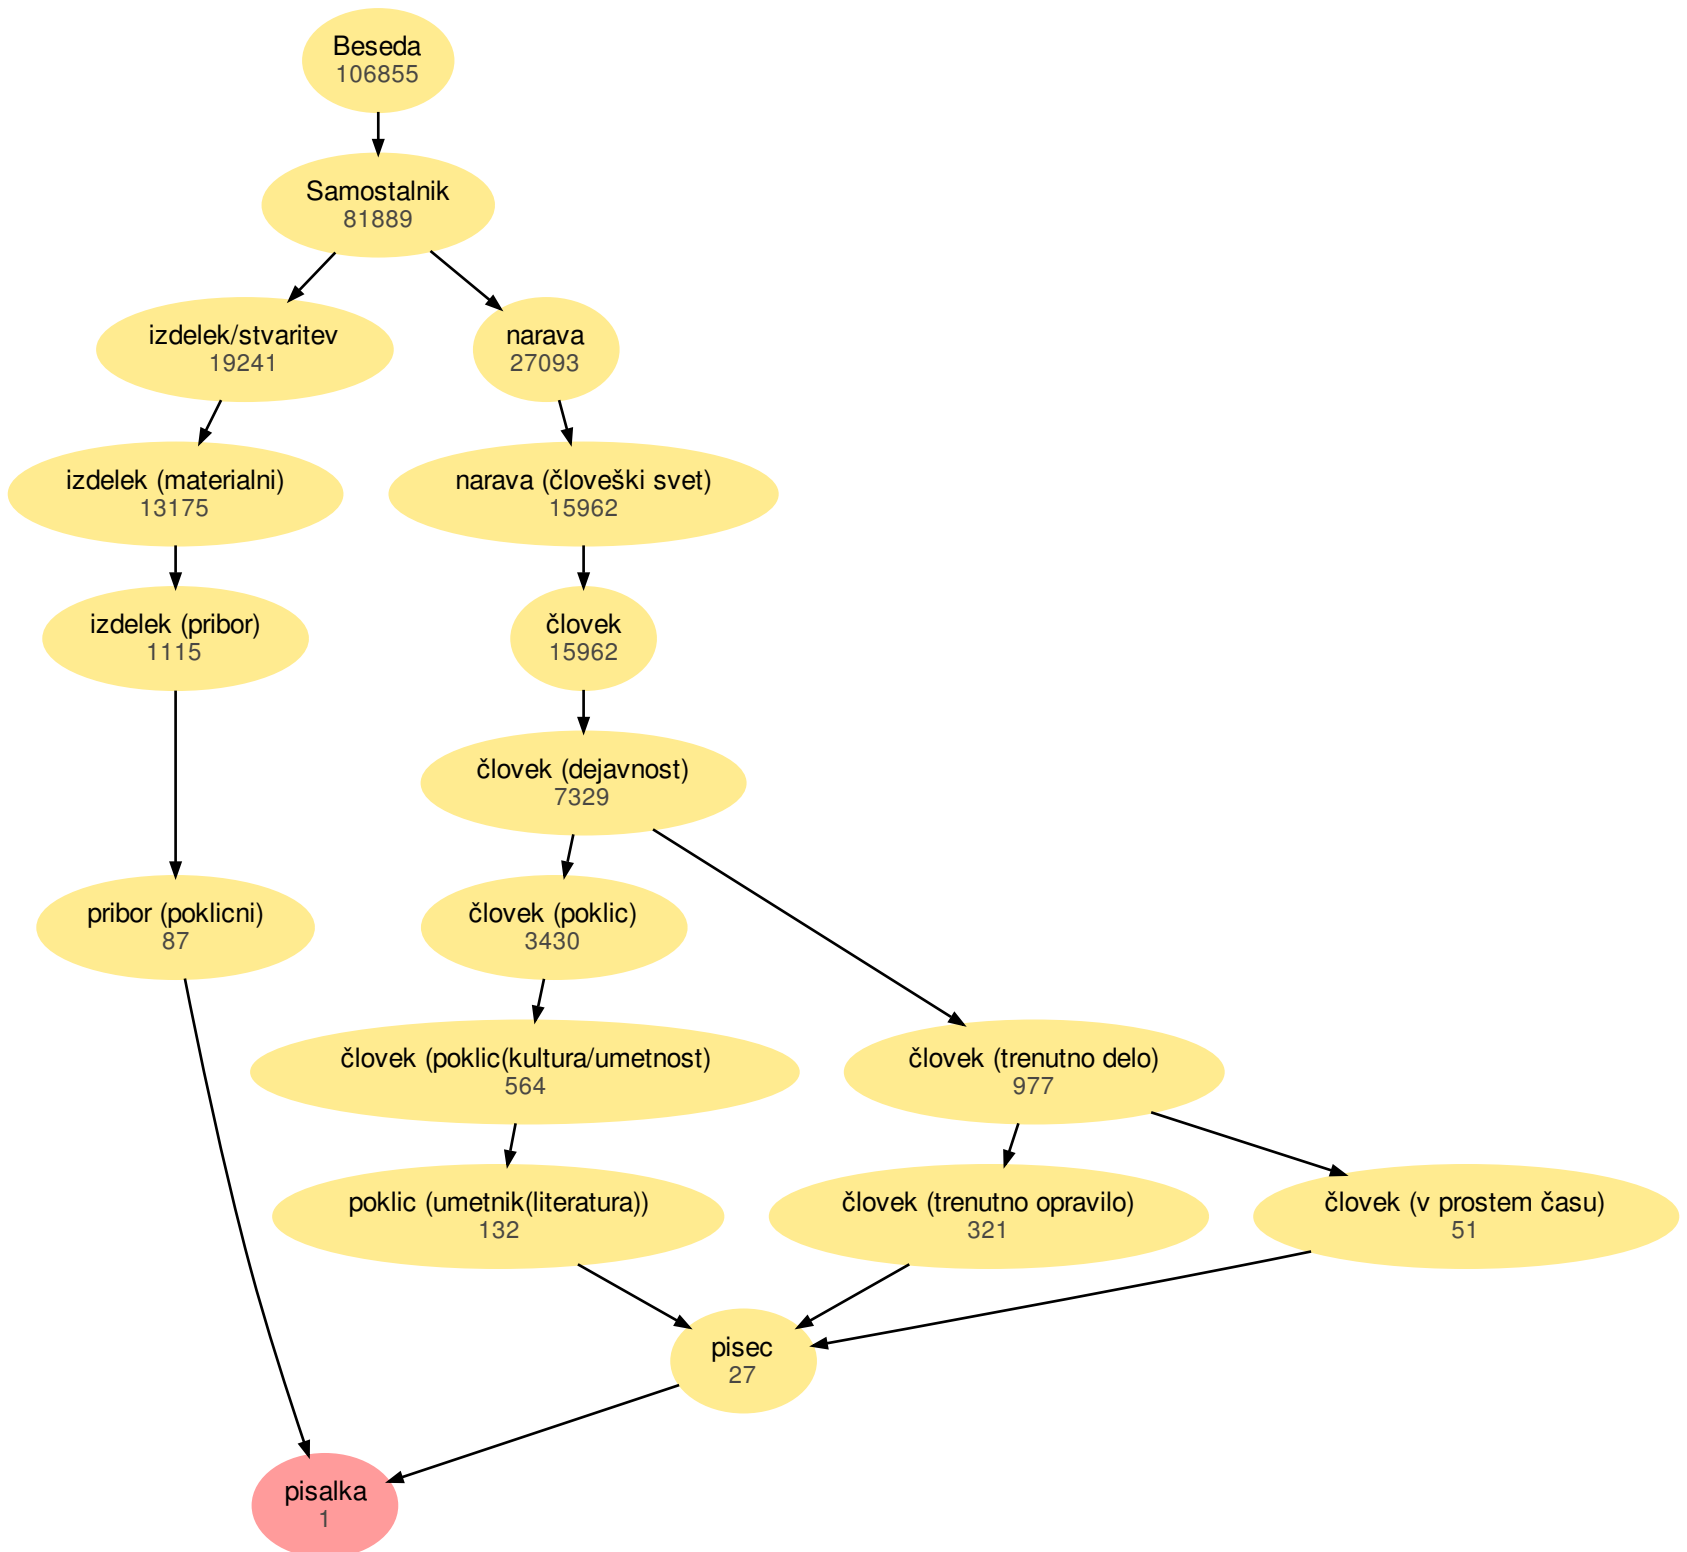 Beseda
106855
Samostalnik
81889
izdelek/stvaritev
19241
narava
27093
izdelek (materialni)
13175
narava (človeški svet)
15962
izdelek (pribor)
1115
človek
15962
človek (dejavnost)
7329
pribor (poklicni)
87
človek (poklic)
3430
človek (poklic(kultura/umetnost)
564
človek (trenutno delo)
977
poklic (umetnik(literatura))
132
človek (trenutno opravilo)
321
človek (v prostem času)
51
pisec
27
pisalka
1